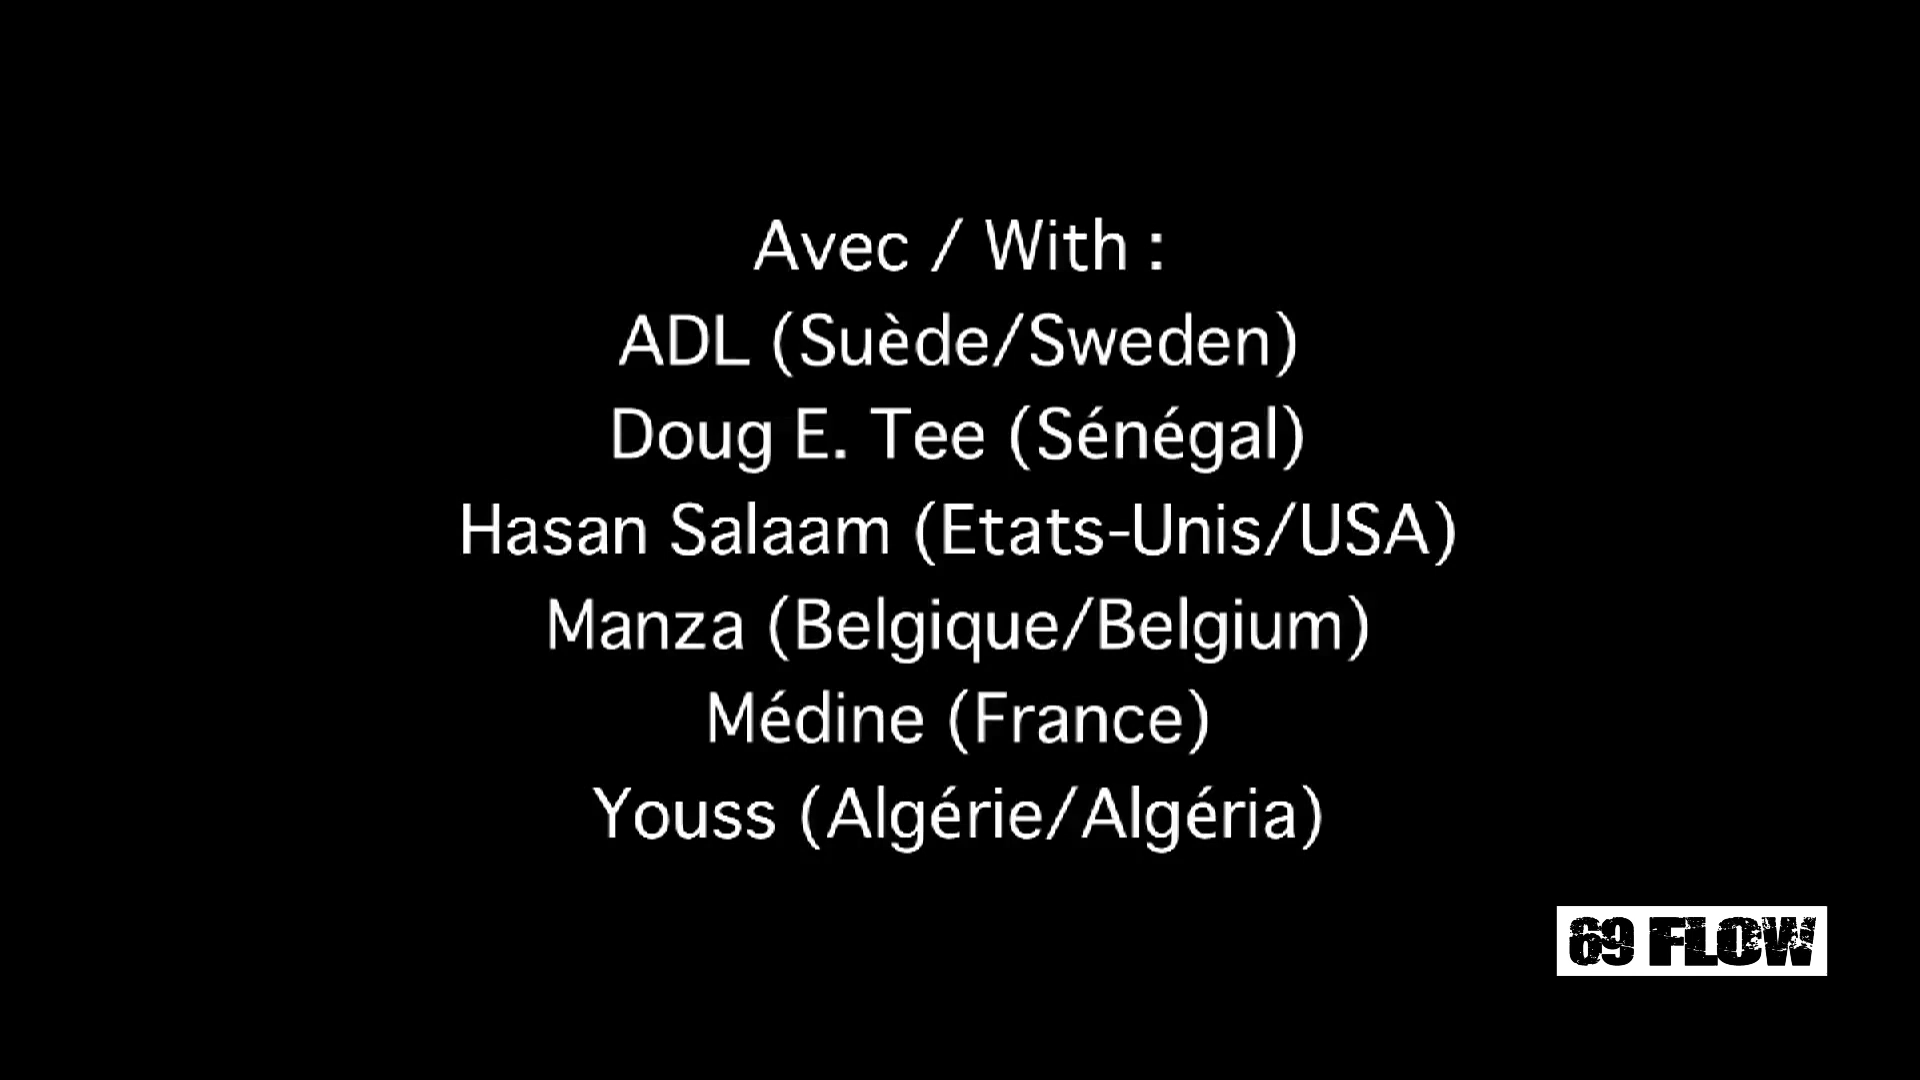 Avec / With :
ADL (Suède/Sweden)
Doug E. Tee (Sénégal)
Hasan Salaam (Etats-Unis/USA)
Manza (Belgique/Belgium)
Médine (France)
Youss (Algérie/Algéria)
69 FLOW